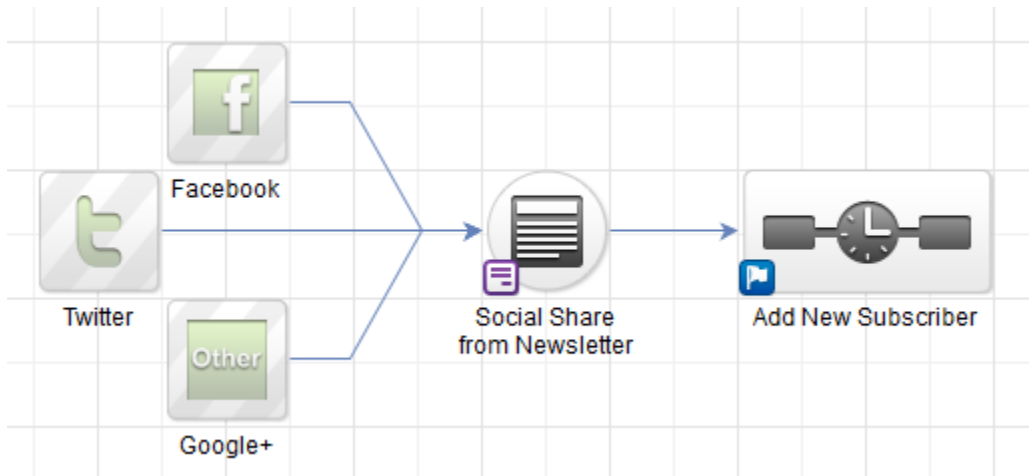 f
Facebook
t
Twitter
Other
Google+
Social Share
from Newsletter
Add New Subscriber